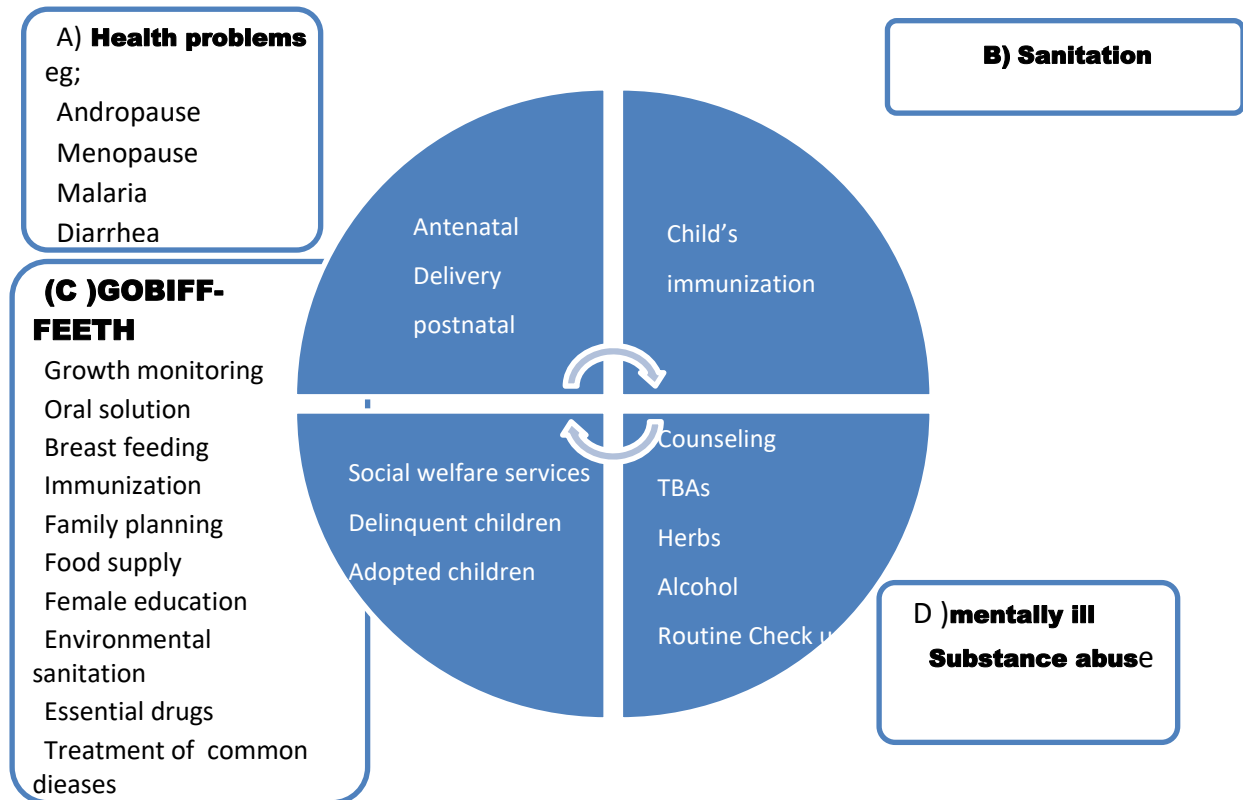 A) Health problems
eg;
Andropause
Menopause
Malaria
Diarrhea
B) Sanitation
(C )GOBIFF-
FEETH
Growth monitoring
Oral solution
Breast feeding
Immunization
Family planning
Food supply
Female education
Environmental
sanitation
Essential drugs
Treatment of common
dieases
Antenatal
Delivery
postnatal
Child's
immunization
Social welfare services
Delinquent children
Adopted children
Counseling
TBAs
Herbs
Alcohol
Routine Check
D )mentally ill
Substance abuse